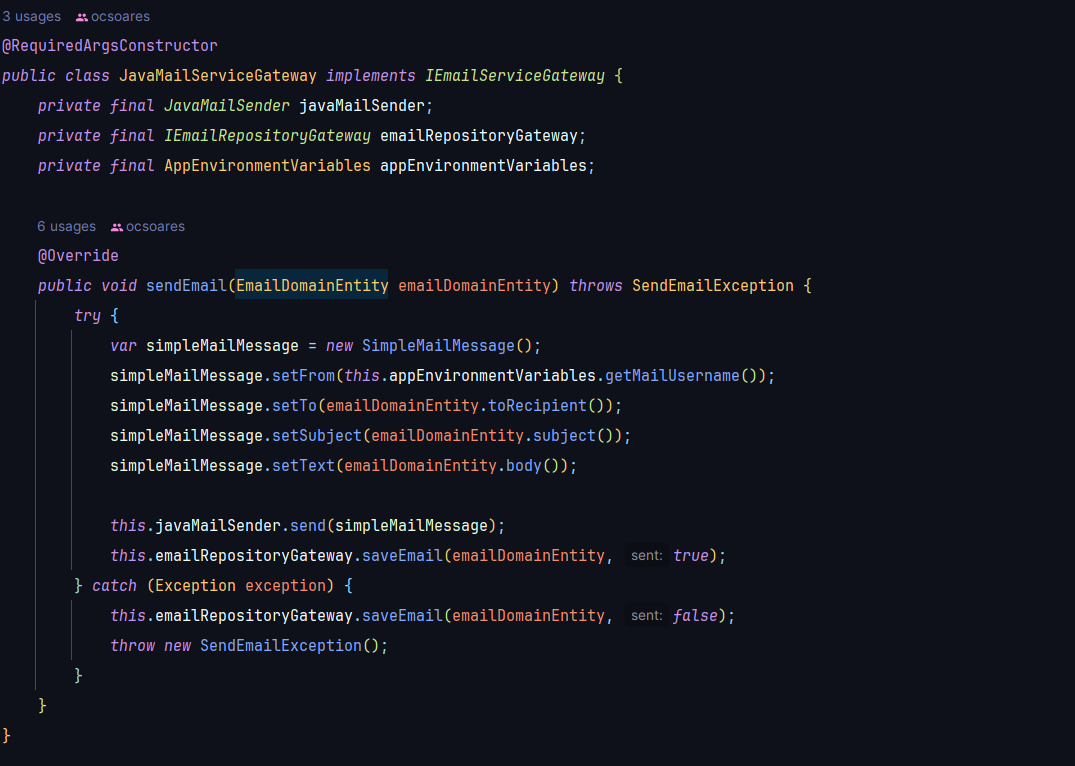 3 usages ocsoares
@RequiredArgsConstructor
public class JavaMailServiceGateway implements IEmailServiceGateway {
    private final JavaMailSender javaMailSender;
    private final IEmailRepositoryGateway emailRepositoryGateway;
    private final AppEnvironmentVariables appEnvironmentVariables;
    6 usages ocsoares
    @Override
    public void sendEmail(EmailDomainEntity emailDomainEntity) throws SendEmailException {
        try {
            var simpleMailMessage = new SimpleMailMessage();
            simpleMailMessage.setFrom(this.appEnvironmentVariables.getMailUsername());
            simpleMailMessage.setTo(emailDomainEntity.toRecipient());
            simpleMailMessage.setSubject(emailDomainEntity.subject());
            simpleMailMessage.setText(emailDomainEntity.body());
            this.javaMailSender.send(simpleMailMessage);
            this.emailRepositoryGateway.saveEmail(emailDomainEntity, sent: true);
        } catch (Exception exception) {
            this.emailRepositoryGateway.saveEmail(emailDomainEntity, sent: false);
            throw new SendEmailException();
        }
    }
}